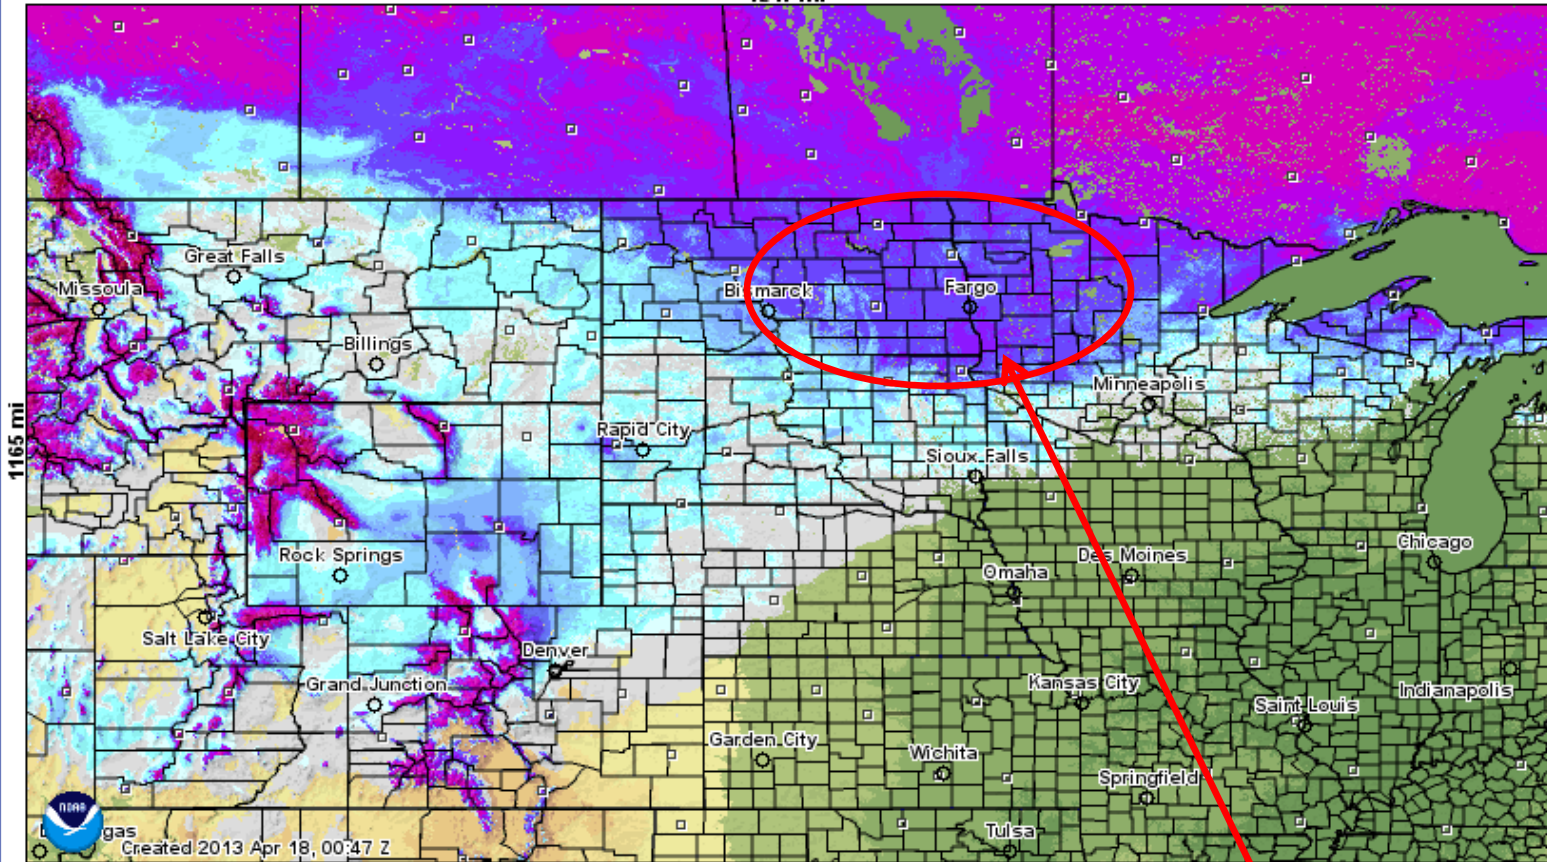 Great Falls
Missoula
Bismarck
Fargo
Billings
Minneapolis
1165 mi
Rapid City
Sioux Falls
Rock Springs
Chicago
Des Moines
Omaha
Salt Lake City
Denver
Grand Junction
Kansas City
Indianapolis
Saint Louis
Garden City
Wichita
Springfield
NOAA
Tulsa
Created 2013 Apr 18, 00:47 Z